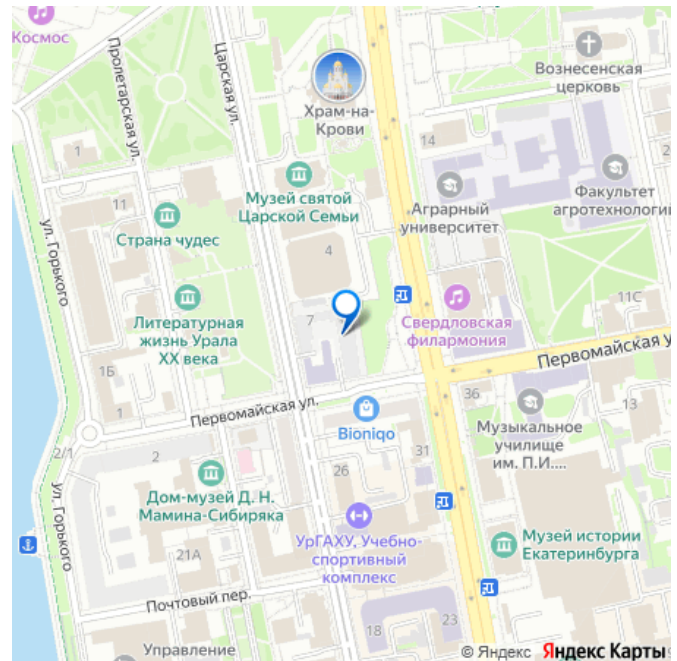 Космос
Пролетарская ул.
Царская ул.
Храм-на-
Крови
Вознесенская
церковь
14
1
11
Музей святой
Царской Семьи
Страна чудес
Аграрный
университет
Факультет
агротехнологи
ул. Горького
4
7
Литературная
жизнь Урала
XX века
Свердловская
филармония
11С
1Б
1
Первомайская ул.
Первомайская у
Bioniqo
36
13
Музыкальное
училище
им. П.И....
2/1
2
31
26
Дом-музей Д. Н.
Мамина-Сибиряка
ул. Горького
УрГАХУ, Учебно-
спортивный
комплекс
Музей истории
Екатеринбурга
21А
Почтовый пер.
18
23
Управление
© Яндекс Яндекс Карты